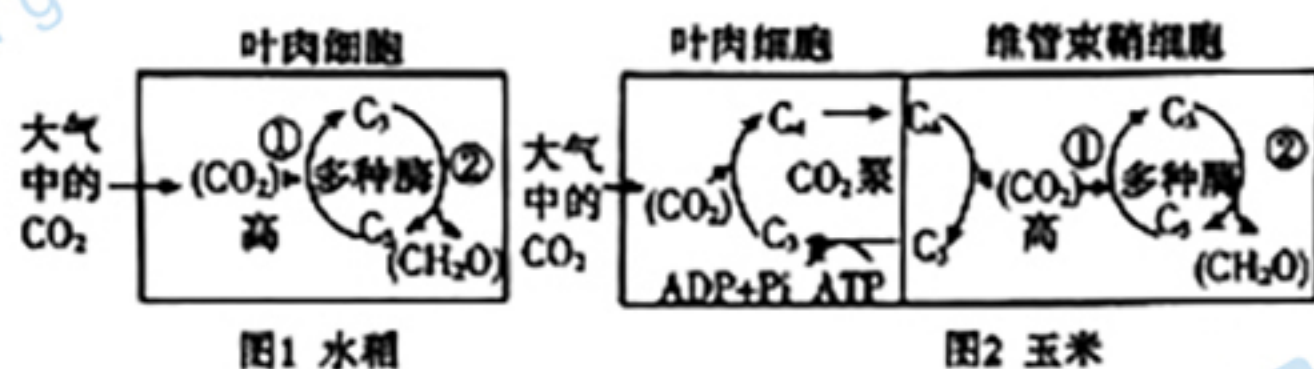 叶肉细胞
大气
中的
CO₂
(CO₂)
高
①
C₃
多种酶
②
C₅
(CH₂O)
图1 水稻
叶肉细胞
维管束鞘细胞
大气
中的
CO₂
(CO₂)
C₄
CO₂泵
C₃
ADP+Pi ATP
C₄
C₃
(CO₂)
高
①
C₃
多种酶
②
C₅
(CH₂O)
图2 玉米